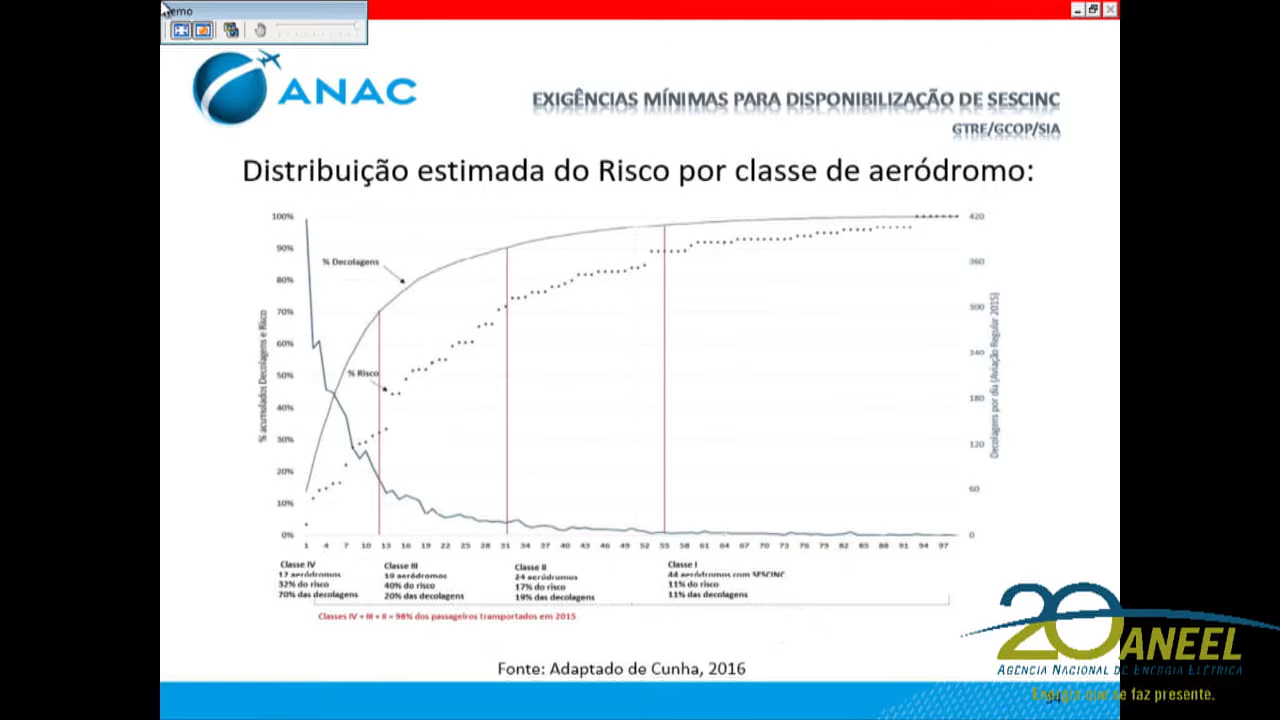 emo
ANAC
EXIGÊNCIAS MÍNIMAS PARA DISPONIBILIZAÇÃO DE SESCINC
GTRE/GCOP/SIA
Distribuição estimada do Risco por classe de aeródromo:
100%
90%
80%
70%
60%
50%
40%
30%
20%
10%
0%
% acumulados Decolagens e Risco
% Decolagens
% Risco
420
360
300
240
180
120
60
0
Decolagens por dia (Aviação Regular 2015)
1 4 7 10 13 16 19 22 25 28 31 34 37 40 43 46 49 52 55 58 61 64 67 70 73 76 79 82 85 88 91 94 97
Classe IV
12 aeródromos
32% do risco
70% das decolagens
Classe III
19 aeródromos
40% do risco
20% das decolagens
Classe II
24 aeródromos
17% do risco
19% das decolagens
Classe I
44 aeródromos com SESCINC
11% do risco
11% das decolagens
Classes IV + III + II = 98% dos passageiros transportados em 2015
Fonte: Adaptado de Cunha, 2016
20 ANEEL
AGÊNCIA NACIONAL DE ENERGIA ELÉTRICA
Energia que se faz presente.